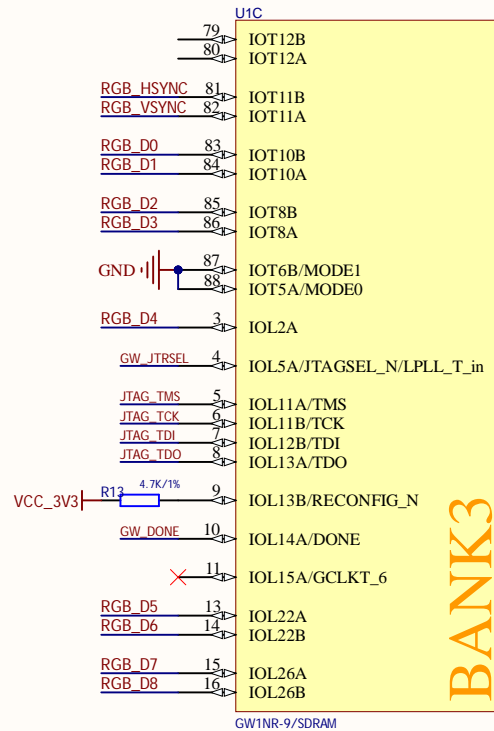 U1C
79 IOT12B
80 IOT12A
RGB_HSYNC 81 IOT11B
RGB_VSYNC 82 IOT11A
RGB_D0 83 IOT10B
RGB_D1 84 IOT10A
RGB_D2 85 IOT8B
RGB_D3 86 IOT8A
GND 87 IOT6B/MODE1
88 IOT5A/MODE0
RGB_D4 3 IOL2A
GW_JTRSEL 4 IOL5A/JTAGSEL_N/LPLL_T_in
JTAG_TMS 5 IOL11A/TMS
JTAG_TCK 6 IOL11B/TCK
JTAG_TDI 7 IOL12B/TDI
JTAG_TDO 8 IOL13A/TDO
VCC_3V3 R13 4.7K/1% 9 IOL13B/RECONFIG_N
GW_DONE 10 IOL14A/DONE
11 IOL15A/GCLKT_6
RGB_D5 13 IOL22A
RGB_D6 14 IOL22B
RGB_D7 15 IOL26A
RGB_D8 16 IOL26B
BANK3
GW1NR-9/SDRAM